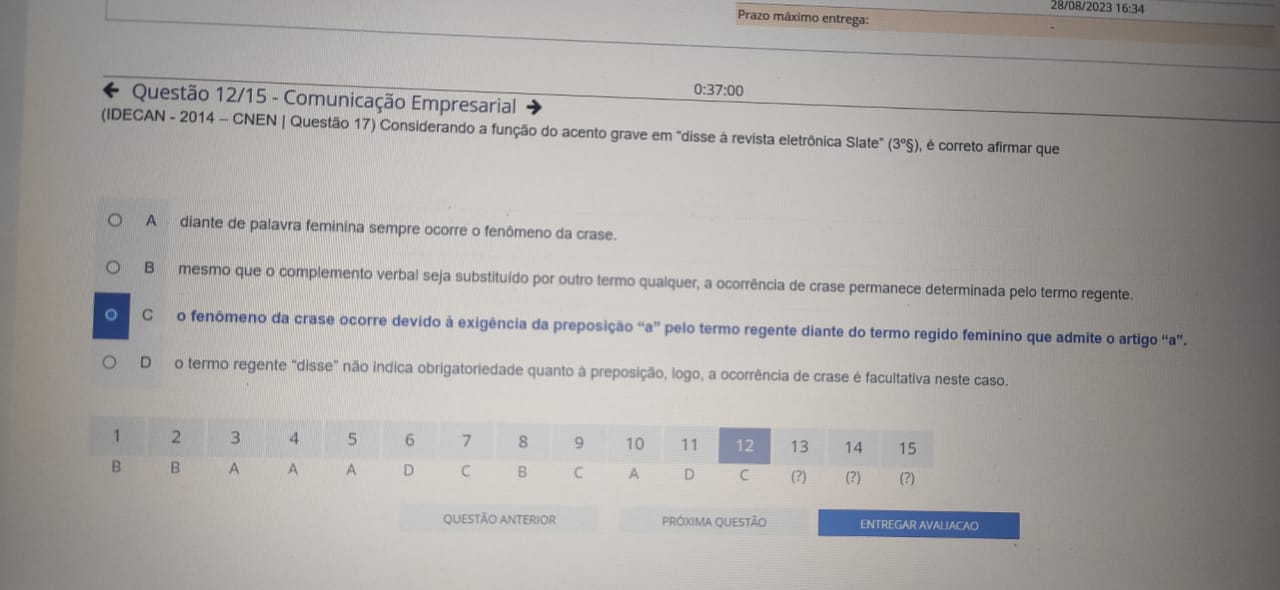 28/08/2023 16:34
Prazo máximo entrega:
-
0:37:00
← Questão 12/15 - Comunicação Empresarial →
(IDECAN - 2014 – CNEN | Questão 17) Considerando a função do acento grave em “disse à revista eletrônica Slate” (3º§), é correto afirmar que
A diante de palavra feminina sempre ocorre o fenômeno da crase.
B mesmo que o complemento verbal seja substituído por outro termo qualquer, a ocorrência de crase permanece determinada pelo termo regente.
C o fenômeno da crase ocorre devido à exigência da preposição “a” pelo termo regente diante do termo regido feminino que admite o artigo “a”.
D o termo regente “disse” não indica obrigatoriedade quanto à preposição, logo, a ocorrência de crase é facultativa neste caso.
1 2 3 4 5 6 7 8 9 10 11 12 13 14 15
B B A A A D C B C A D C (?) (?) (?)
QUESTÃO ANTERIOR PRÓXIMA QUESTÃO ENTREGAR AVALIACAO